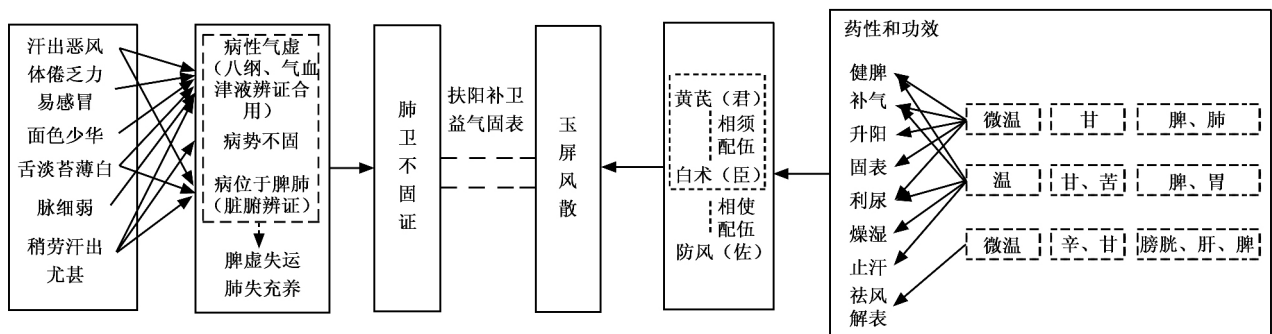 汗出恶风
体倦乏力
易感冒
面色少华
舌淡苔薄白
脉细弱
稍劳汗出
尤甚
病性气虚
（八纲、气血
津液辨证合
用）
病势不固
病位于脾肺
（脏腑辨证）
脾虚失运
肺失充养
肺
卫
不
固
证
扶阳补卫
益气固表
玉
屏
风
散
黄芪（君）
相须
配伍
白术（臣）
相使
配伍
防风（佐）
药性和功效
健脾
补气
升阳
固表
利尿
燥湿
止汗
祛风
解表
微温 甘 脾、肺
温 甘、苦 脾、胃
微温 辛、甘 膀胱、肝、脾